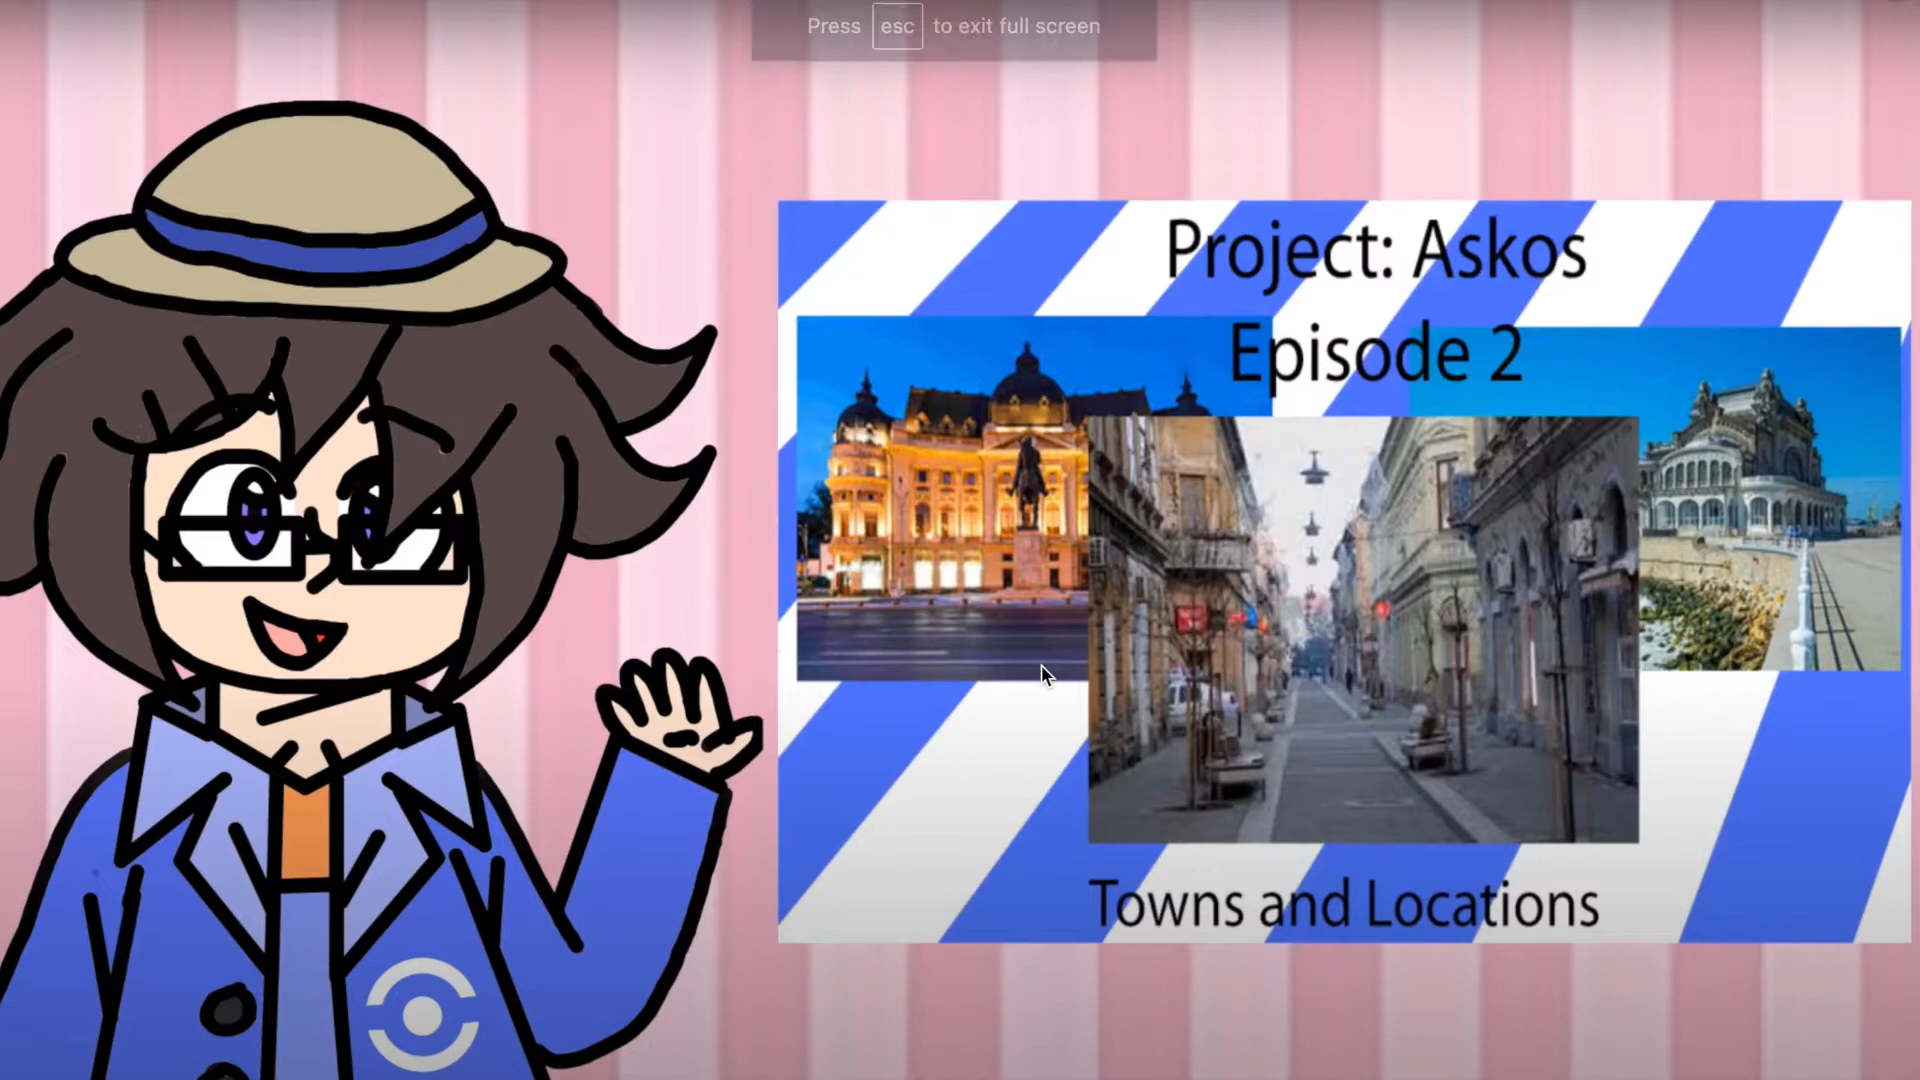 Press esc to exit full screen
Project: Askos
Episode 2
Towns and Locations